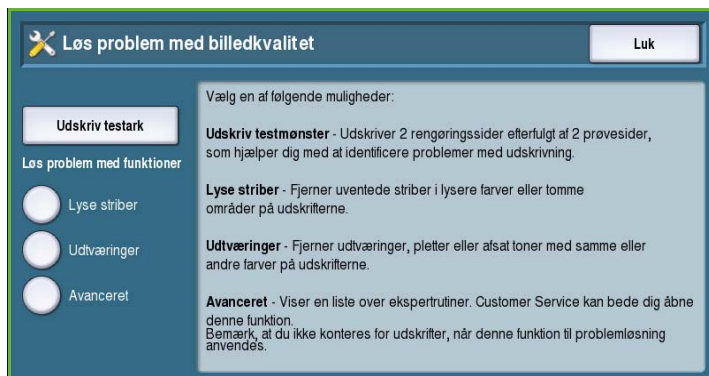 Løs problem med billedkvalitet
Luk
Udskriv testark
Løs problem med funktioner
Lyse striber
Udtværinger
Avanceret
Vælg en af følgende muligheder:
Udskriv testmønster - Udskriver 2 rengøringssider efterfulgt af 2 prøvesider,
som hjælper dig med at identificere problemer med udskrivning.
Lyse striber - Fjerner uventede striber i lysere farver eller tomme
områder på udskrifterne.
Udtværinger - Fjerner udtværinger, pletter eller afsat toner med samme eller
andre farver på udskrifterne.
Avanceret - Viser en liste over ekspertrutiner. Customer Service kan bede dig åbne
denne funktion.
Bemærk, at du ikke konteres for udskrifter, når denne funktion til problemløsning
anvendes.